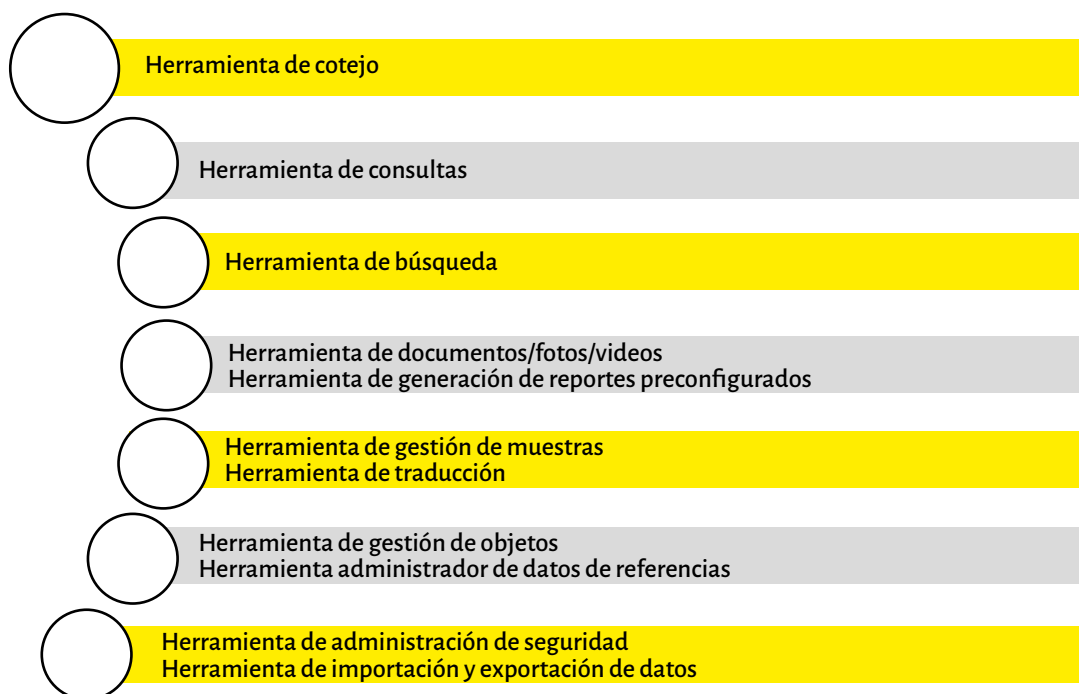 Herramienta de cotejo
Herramienta de consultas
Herramienta de búsqueda
Herramienta de documentos/fotos/videos
Herramienta de generación de reportes preconfigurados
Herramienta de gestión de muestras
Herramienta de traducción
Herramienta de gestión de objetos
Herramienta administrador de datos de referencias
Herramienta de administración de seguridad
Herramienta de importación y exportación de datos